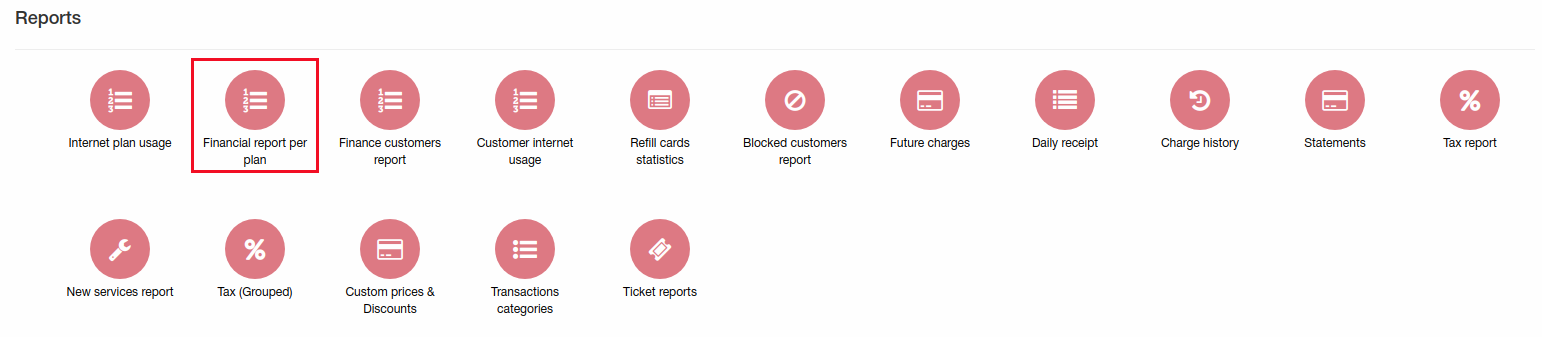 Reports
Internet plan usage
Financial report per
plan
Finance customers
report
Customer internet
usage
Refill cards
statistics
Blocked customers
report
Future charges
Daily receipt
Charge history
Statements
Tax report
New services report
Tax (Grouped)
Custom prices &
Discounts
Transactions
categories
Ticket reports